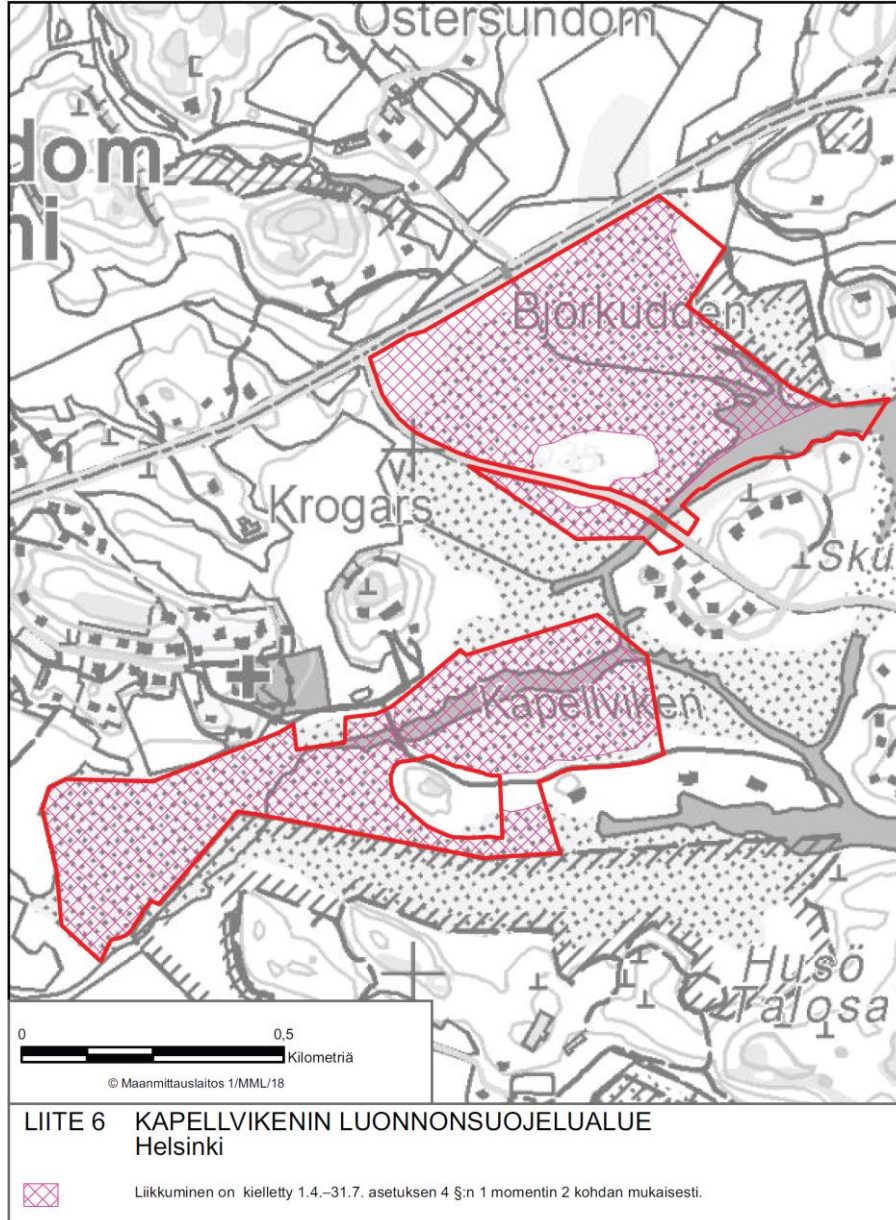 Östersundom
dom
ni
Björkudden
Krogars
Sku
Kapellviken
Husö
Talosa
0 0,5
Kilometriä
© Maanmittauslaitos 1/MML/18
LIITE 6 KAPELLVIKENIN LUONNONSUOJELUALUE
Helsinki
Liikkuminen on kielletty 1.4.–31.7. asetuksen 4 §:n 1 momentin 2 kohdan mukaisesti.